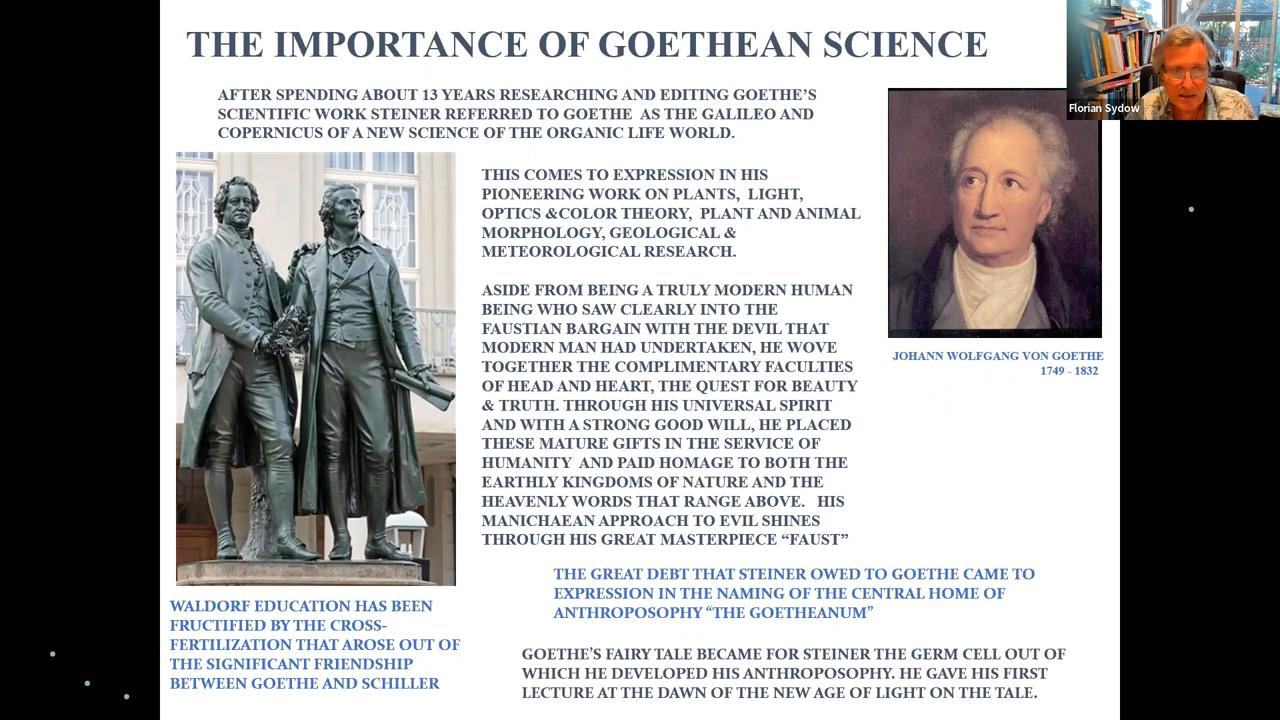 THE IMPORTANCE OF GOETHEAN SCIENCE
Florian Sydow
AFTER SPENDING ABOUT 13 YEARS RESEARCHING AND EDITING GOETHE'S
SCIENTIFIC WORK STEINER REFERRED TO GOETHE AS THE GALILEO AND
COPERNICUS OF A NEW SCIENCE OF THE ORGANIC LIFE WORLD.
THIS COMES TO EXPRESSION IN HIS
PIONEERING WORK ON PLANTS, LIGHT,
OPTICS &COLOR THEORY, PLANT AND ANIMAL
MORPHOLOGY, GEOLOGICAL &
METEOROLOGICAL RESEARCH.
ASIDE FROM BEING A TRULY MODERN HUMAN
BEING WHO SAW CLEARLY INTO THE
FAUSTIAN BARGAIN WITH THE DEVIL THAT
MODERN MAN HAD UNDERTAKEN, HE WOVE
TOGETHER THE COMPLIMENTARY FACULTIES
OF HEAD AND HEART, THE QUEST FOR BEAUTY
& TRUTH. THROUGH HIS UNIVERSAL SPIRIT
AND WITH A STRONG GOOD WILL, HE PLACED
THESE MATURE GIFTS IN THE SERVICE OF
HUMANITY AND PAID HOMAGE TO BOTH THE
EARTHLY KINGDOMS OF NATURE AND THE
HEAVENLY WORDS THAT RANGE ABOVE. HIS
MANICHAEAN APPROACH TO EVIL SHINES
THROUGH HIS GREAT MASTERPIECE “FAUST”
JOHANN WOLFGANG VON GOETHE
1749 - 1832
THE GREAT DEBT THAT STEINER OWED TO GOETHE CAME TO
EXPRESSION IN THE NAMING OF THE CENTRAL HOME OF
ANTHROPOSOPHY “THE GOETHEANUM”
WALDORF EDUCATION HAS BEEN
FRUCTIFIED BY THE CROSS-
FERTILIZATION THAT AROSE OUT OF
THE SIGNIFICANT FRIENDSHIP
BETWEEN GOETHE AND SCHILLER
GOETHE'S FAIRY TALE BECAME FOR STEINER THE GERM CELL OUT OF
WHICH HE DEVELOPED HIS ANTHROPOSOPHY. HE GAVE HIS FIRST
LECTURE AT THE DAWN OF THE NEW AGE OF LIGHT ON THE TALE.